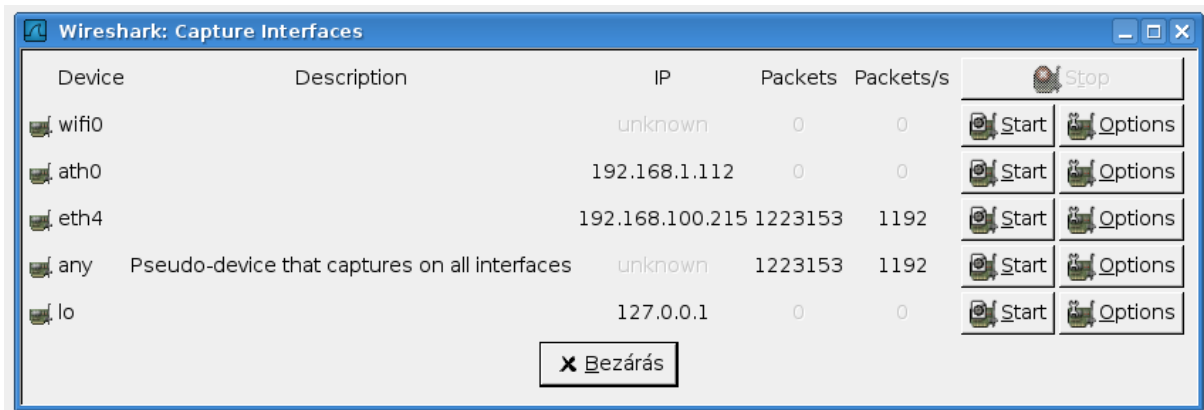 Wireshark: Capture Interfaces
Device Description IP Packets Packets/s Stop
wifi0 unknown 0 0 Start Options
ath0 192.168.1.112 0 0 Start Options
eth4 192.168.100.215 1223153 1192 Start Options
any Pseudo-device that captures on all interfaces unknown 1223153 1192 Start Options
lo 127.0.0.1 0 0 Start Options
Bezárás